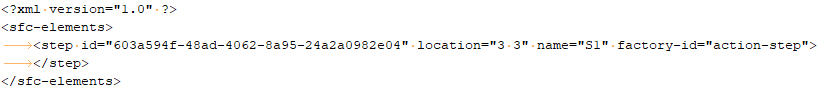 <?xml version="1.0" ?>
<sfc-elements>
	<step id="603a594f-48ad-4062-8a95-24a2a0982e04" location="3 3" name="S1" factory-id="action-step">
	</step>
</sfc-elements>